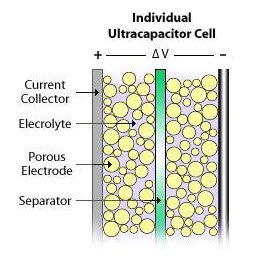 Individual
Ultracapacitor Cell
+ ΔV −
Current
Collector
Elecrolyte
Porous
Electrode
Separator